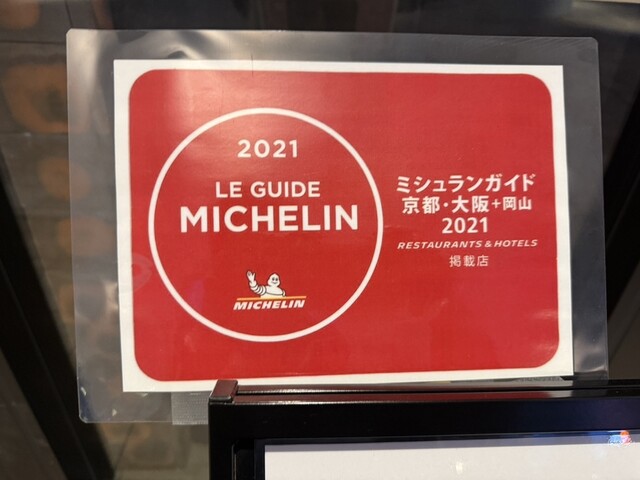 2021
LE GUIDE
MICHELIN
MICHELIN
ミシュランガイド
京都・大阪+岡山
2021
RESTAURANTS & HOTELS
掲載店